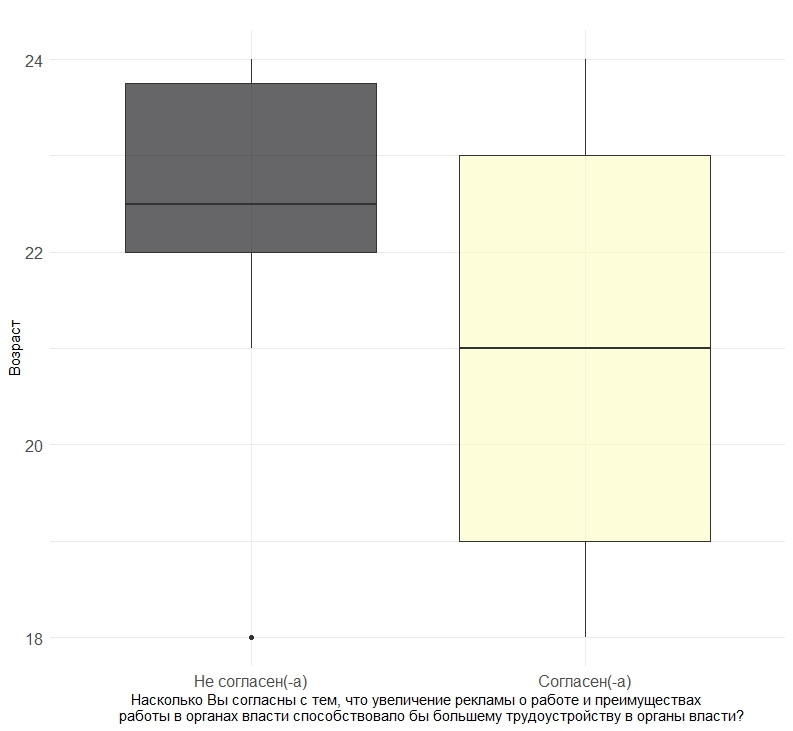 24
22
20
18
Возраст
Не согласен(-а)
Согласен(-а)
Насколько Вы согласны с тем, что увеличение рекламы о работе и преимуществах
работы в органах власти способствовало бы большему трудоустройству в органы власти?